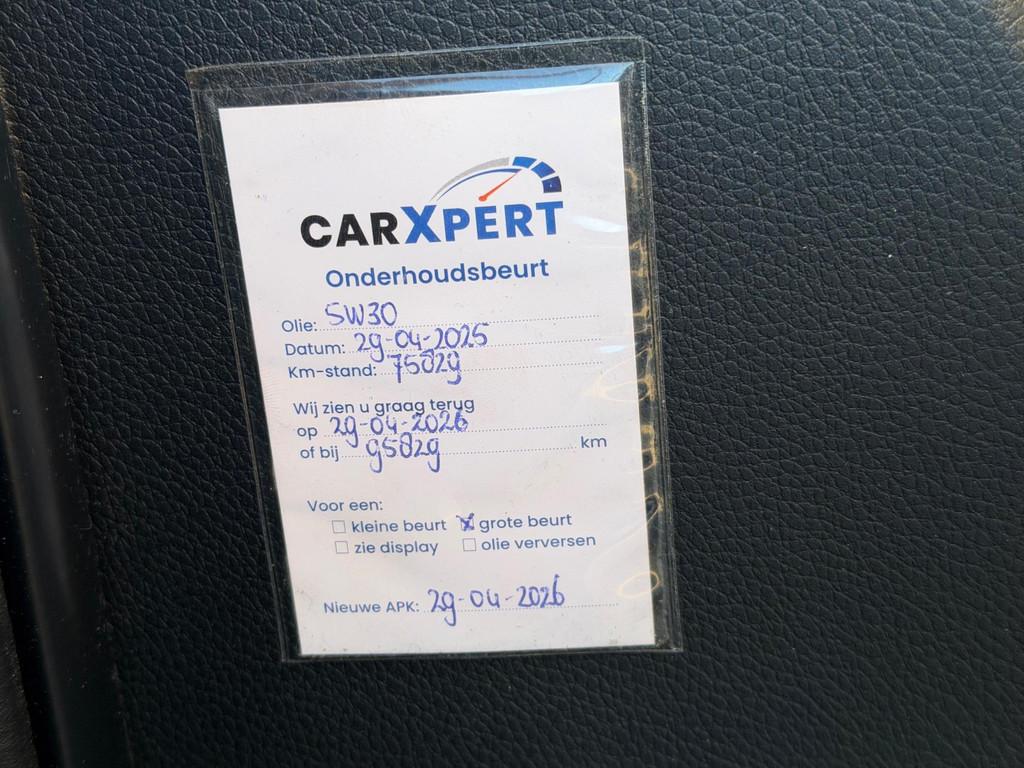 CARXPERT
Onderhoudsbeurt
Olie: 5W30
Datum: 29-04-2025
Km-stand: 75829
Wij zien u graag terug
op 29-04-2026
of bij 95829 km
Voor een:
☐ kleine beurt ☒ grote beurt
☐ zie display ☐ olie verversen
Nieuwe APK: 29-04-2026